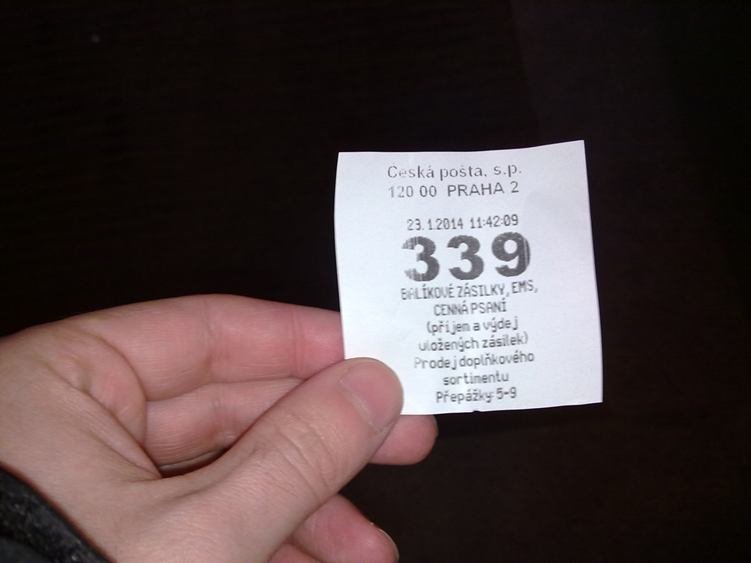 Česká pošta, s.p.
120 00 PRAHA 2
23.1.2014 11:42:09
339
BALÍKOVÉ ZÁSILKY, EMS,
CENNÁ PSANÍ
(příjem a výdej
uložených zásilek)
Prodej doplňkového
sortimentu
Přepážky: 5-9